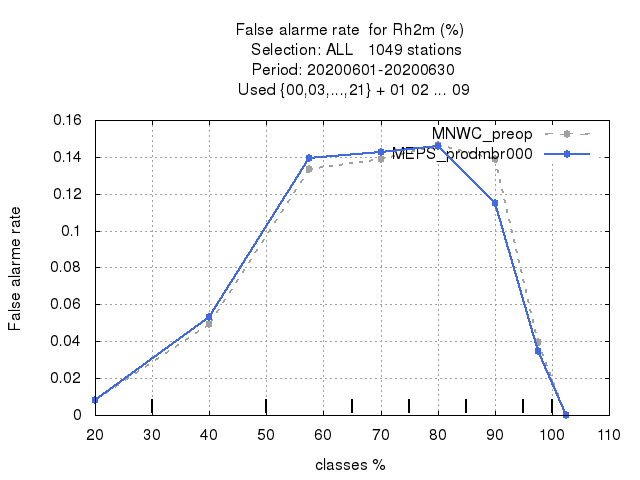 False alarme rate for Rh2m (%)
Selection: ALL 1049 stations
Period: 20200601-20200630
Used {00,03,...,21} + 01 02 ... 09
MNWC_preop
MEPS_prodmbr000
False alarme rate
0.16
0.14
0.12
0.1
0.08
0.06
0.04
0.02
0
20 30 40 50 60 70 80 90 100 110
classes %